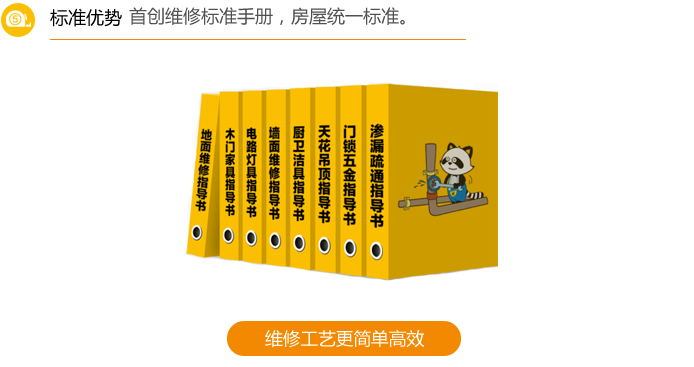 标准优势 首创维修标准手册，房屋统一标准。
地面维修指导书
木门家具指导书
电路灯具指导书
墙面维修指导书
厨卫洁具指导书
天花吊顶指导书
门锁五金指导书
渗漏疏通指导书
维修工艺更简单高效